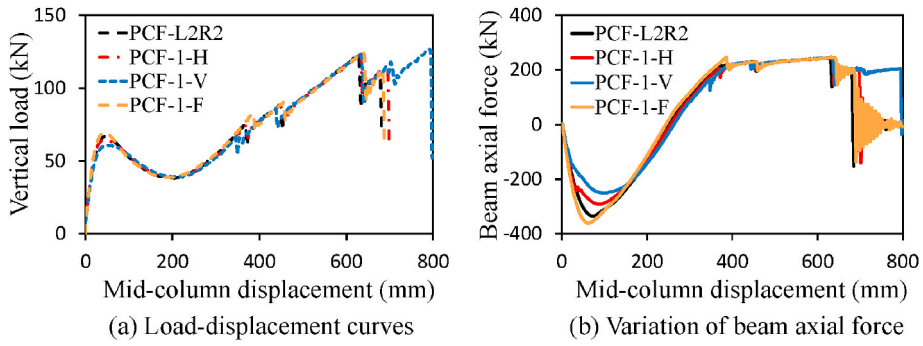 Vertical load (kN)
150
100
50
0
PCF-L2R2
PCF-1-H
PCF-1-V
PCF-1-F
0 200 400 600 800
Mid-column displacement (mm)
(a) Load-displacement curves
Beam axial force (kN)
400
200
0
-200
-400
PCF-L2R2
PCF-1-H
PCF-1-V
PCF-1-F
0 200 400 600 800
Mid-column displacement (mm)
(b) Variation of beam axial force